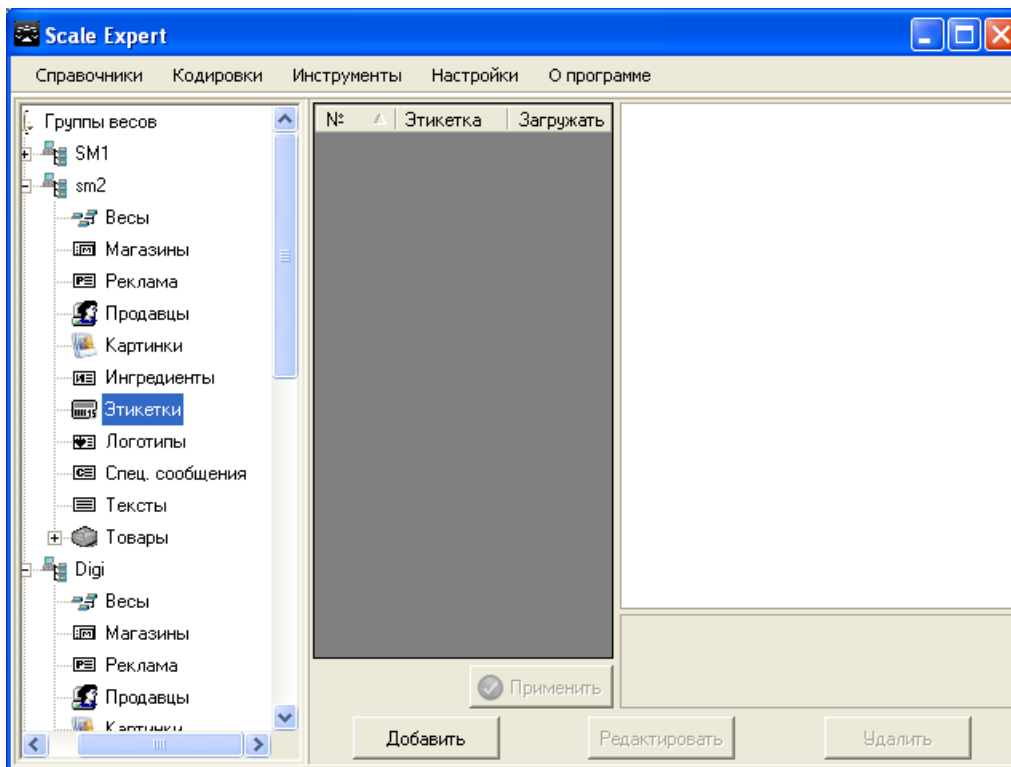 Scale Expert
Справочники Кодировки Инструменты Настройки О программе
Группы весов
SM1
sm2
Весы
Магазины
Реклама
Продавцы
Картинки
Ингредиенты
Этикетки
Логотипы
Спец. сообщения
Тексты
Товары
Digi
Весы
Магазины
Реклама
Продавцы
Картинки
№ Этикетка Загружать
Применить
Добавить Редактировать Удалить